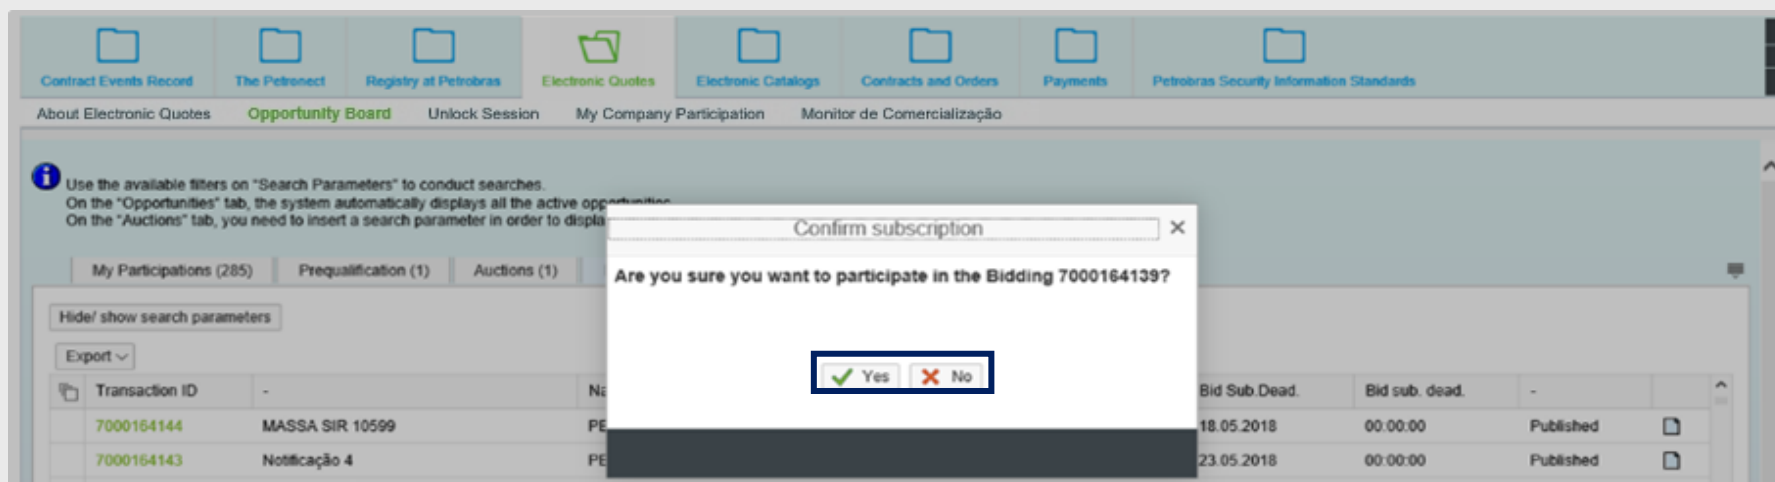 Contract Events Record The Petronect Registry at Petrobras Electronic Quotes Electronic Catalogs Contracts and Orders Payments Petrobras Security Information Standards
About Electronic Quotes Opportunity Board Unlock Session My Company Participation Monitor de Comercialização
Use the available filters on "Search Parameters" to conduct searches.
On the "Opportunities" tab, the system automatically displays all the active opportunities
On the "Auctions" tab, you need to insert a search parameter in order to displa
Confirm subscription
Are you sure you want to participate in the Bidding 7000164139?
Yes No
My Participations (285) Prequalification (1) Auctions (1)
Hide/ show search parameters
Export
Transaction ID - Na Bid Sub.Dead. Bid sub. dead. -
7000164144 MASSA SIR 10599 PE 18.05.2018 00:00:00 Published
7000164143 Notificação 4 PE 23.05.2018 00:00:00 Published